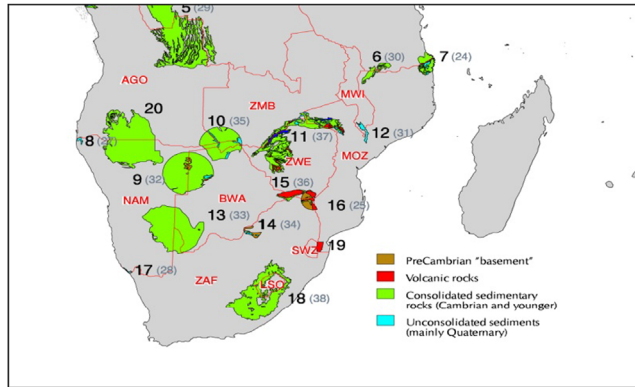 5 (29)
6 (30)
7 (24)
AGO
MWI
20
10 (35)
ZMB
8
11 (37)
12 (31)
ZWE
MOZ
9 (32)
15 (36)
NAM
BWA
16 (25)
13 (33)
14 (34)
SWZ
19
17 (28)
ZAF
LSO
18 (38)
PreCambrian "basement"
Volcanic rocks
Consolidated sedimentary
rocks (Cambrian and younger)
Unconsolidated sediments
(mainly Quaternary)